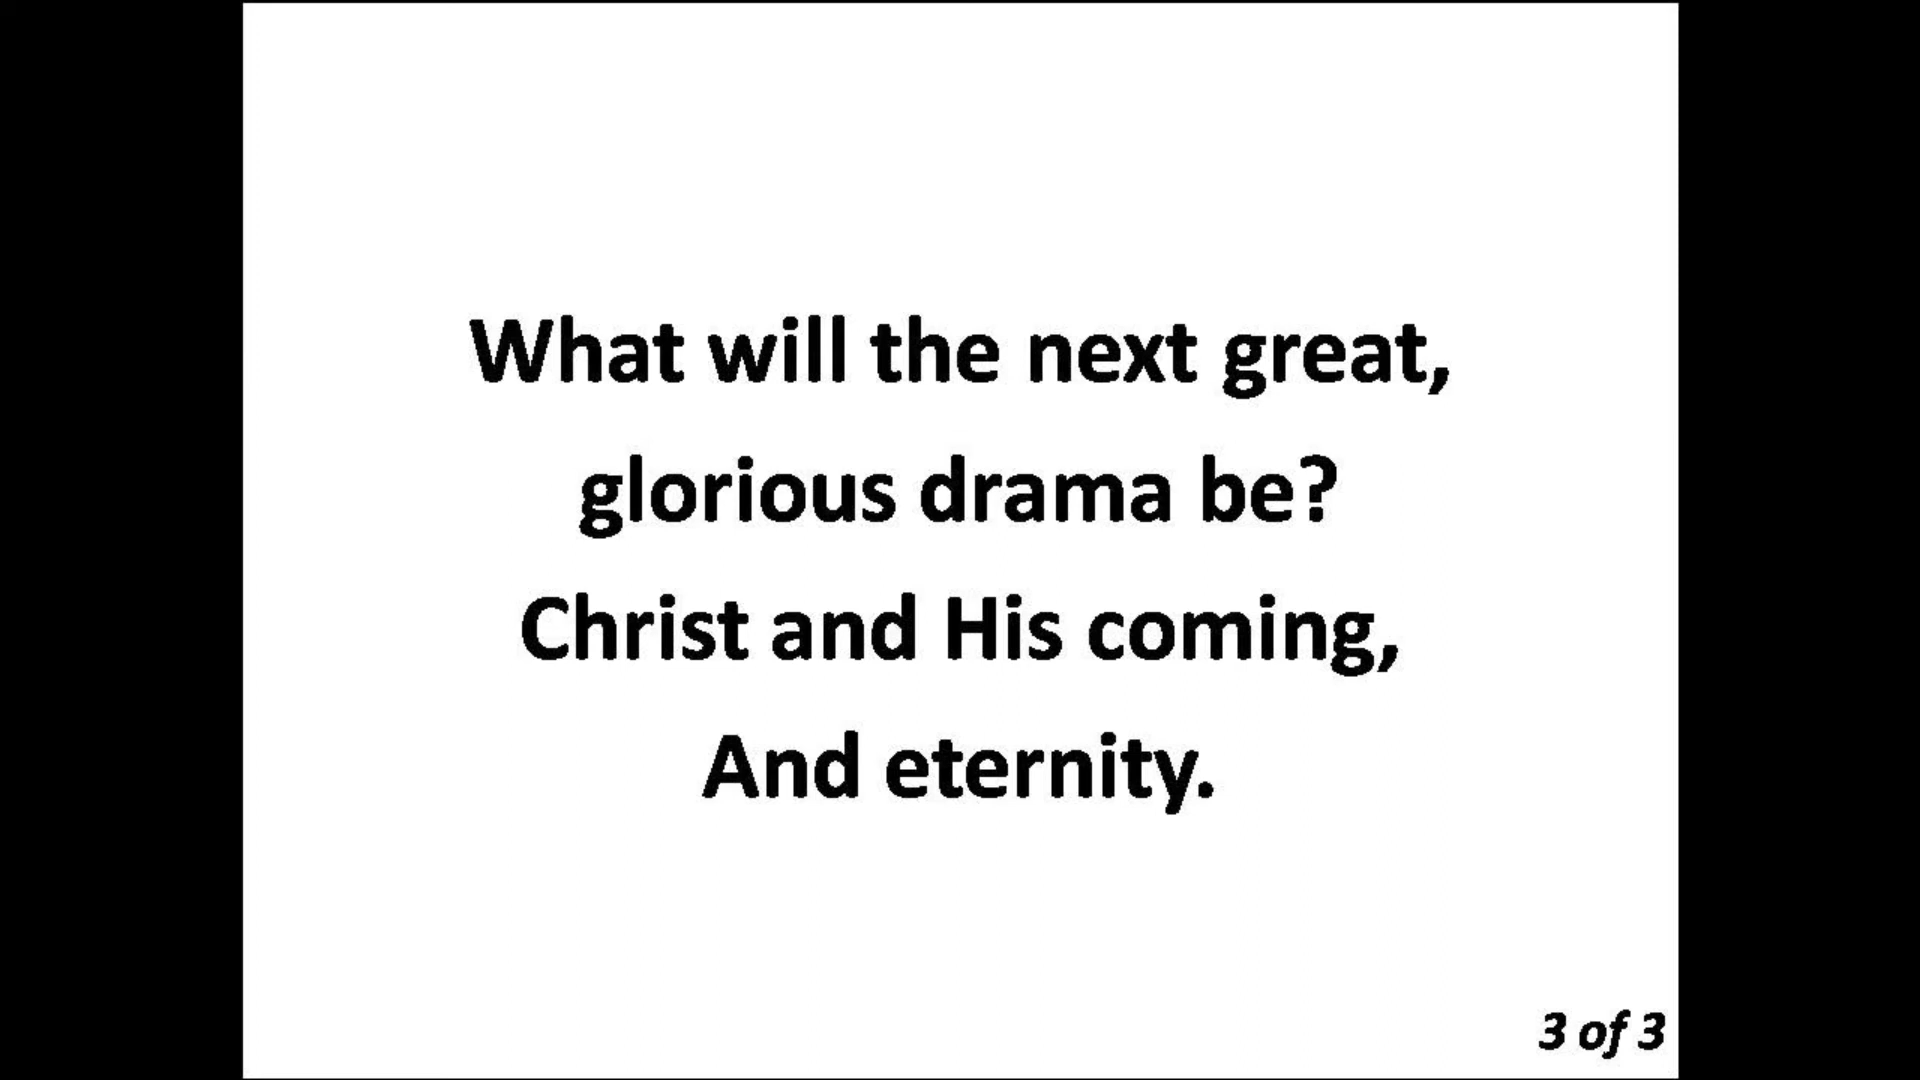 What will the next great,
glorious drama be?
Christ and His coming,
And eternity.
3 of 3